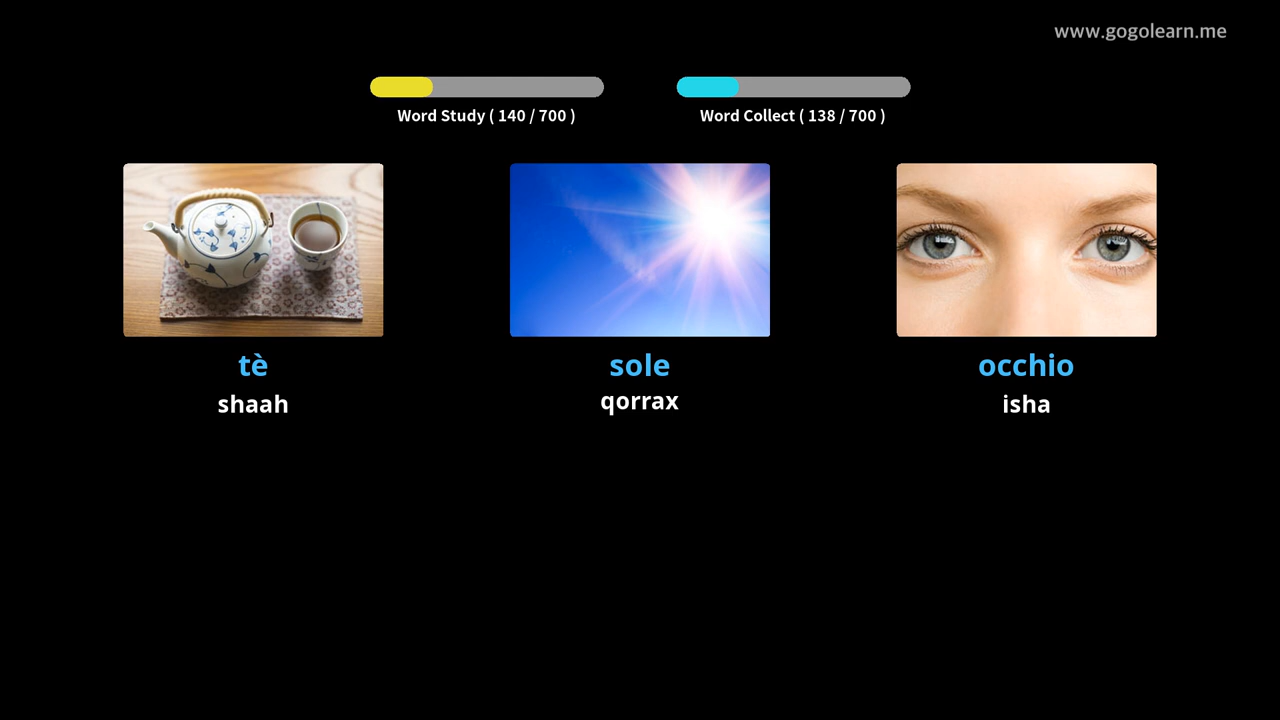 www.gogolearn.me
Word Study ( 140 / 700 )
Word Collect ( 138 / 700 )
tè
shaah
sole
qorrax
occhio
isha